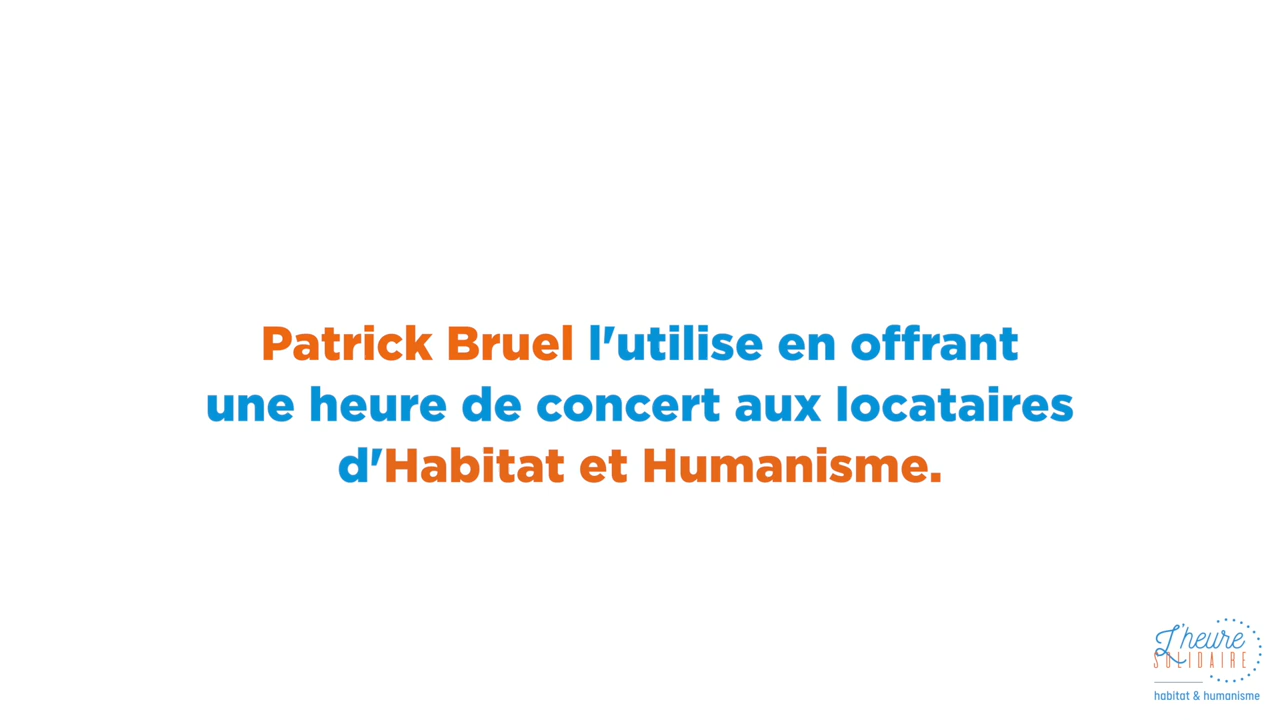 Patrick Bruel l'utilise en offrant
une heure de concert aux locataires
d'Habitat et Humanisme.
L'heure
SOLIDAIRE
habitat & humanisme